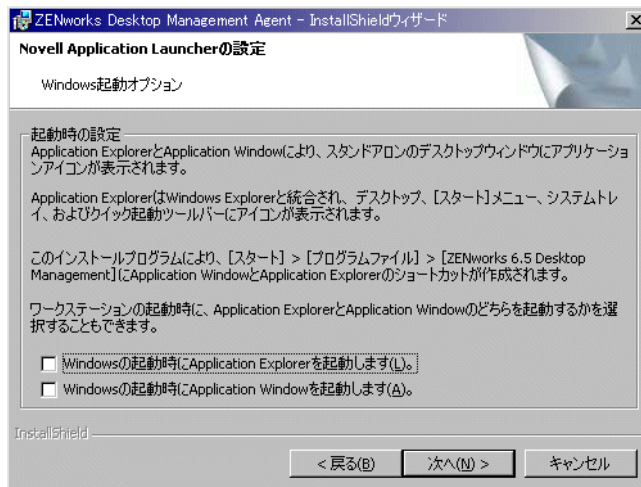 ZENworks Desktop Management Agent - InstallShieldウィザード
Novell Application Launcherの設定
Windows起動オプション
起動時の設定
Application ExplorerとApplication Windowにより、スタンドアロンのデスクトップウィンドウにアプリケーショ
ンアイコンが表示されます。
Application ExplorerはWindows Explorerと統合され、デスクトップ、[スタート]メニュー、システムトレ
イ、およびクイック起動ツールバーにアイコンが表示されます。
このインストールプログラムにより、[スタート] > [プログラムファイル] > [ZENworks 6.5 Desktop
Management]にApplication WindowとApplication Explorerのショートカットが作成されます。
ワークステーションの起動時に、Application ExplorerとApplication Windowのどちらを起動するかを選
択することもできます。
Windowsの起動時にApplication Explorerを起動します(L)。
Windowsの起動時にApplication Windowを起動します(A)。
InstallShield
< 戻る(B) 次へ(N) > キャンセル